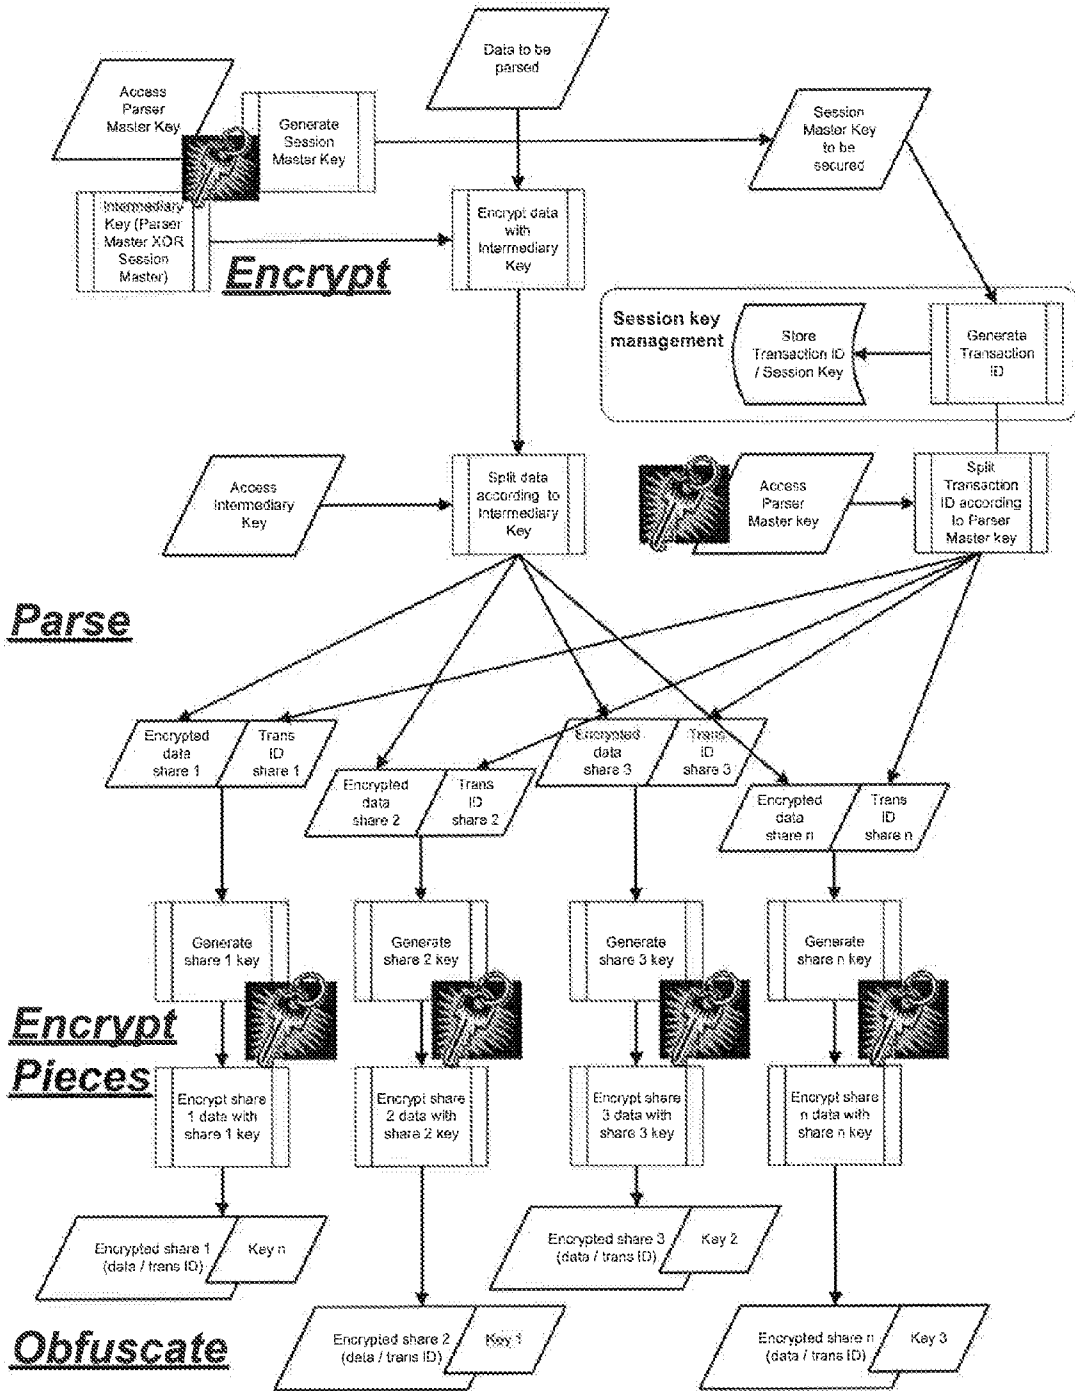 Data to be
parsed
Access
Parser
Master Key
Generate
Session
Master Key
Session
Master Key
to be
secured
Intermediary
Key (Parser
Master XOR
Session
Master)
Encrypt data
with
Intermediary
Key
Encrypt
Session key
management
Store
Transaction ID
/ Session Key
Generate
Transaction
ID
Access
Intermediary
Key
Split data
according to
Intermediary
Key
Access
Parser
Master key
Split
Transaction
ID according
to Parser
Master key
Parse
Encrypted
data
share 1
Trans
ID
share 1
Encrypted
data
share 2
Trans
ID
share 2
Encrypted
data
share 3
Trans
ID
share 3
Encrypted
data
share n
Trans
ID
share n
Generate
share 1 key
Generate
share 2 key
Generate
share 3 key
Generate
share n key
Encrypt
Pieces
Encrypt share
1 data with
share 1 key
Encrypt share
2 data with
share 2 key
Encrypt share
3 data with
share 3 key
Encrypt share
n data with
share n key
Encrypted share 1
(data / trans ID)
Key n
Encrypted share 3
(data / trans ID)
Key 2
Obfuscate
Encrypted share 2
(data / trans ID)
Key 1
Encrypted share n
(data / trans ID)
Key 3